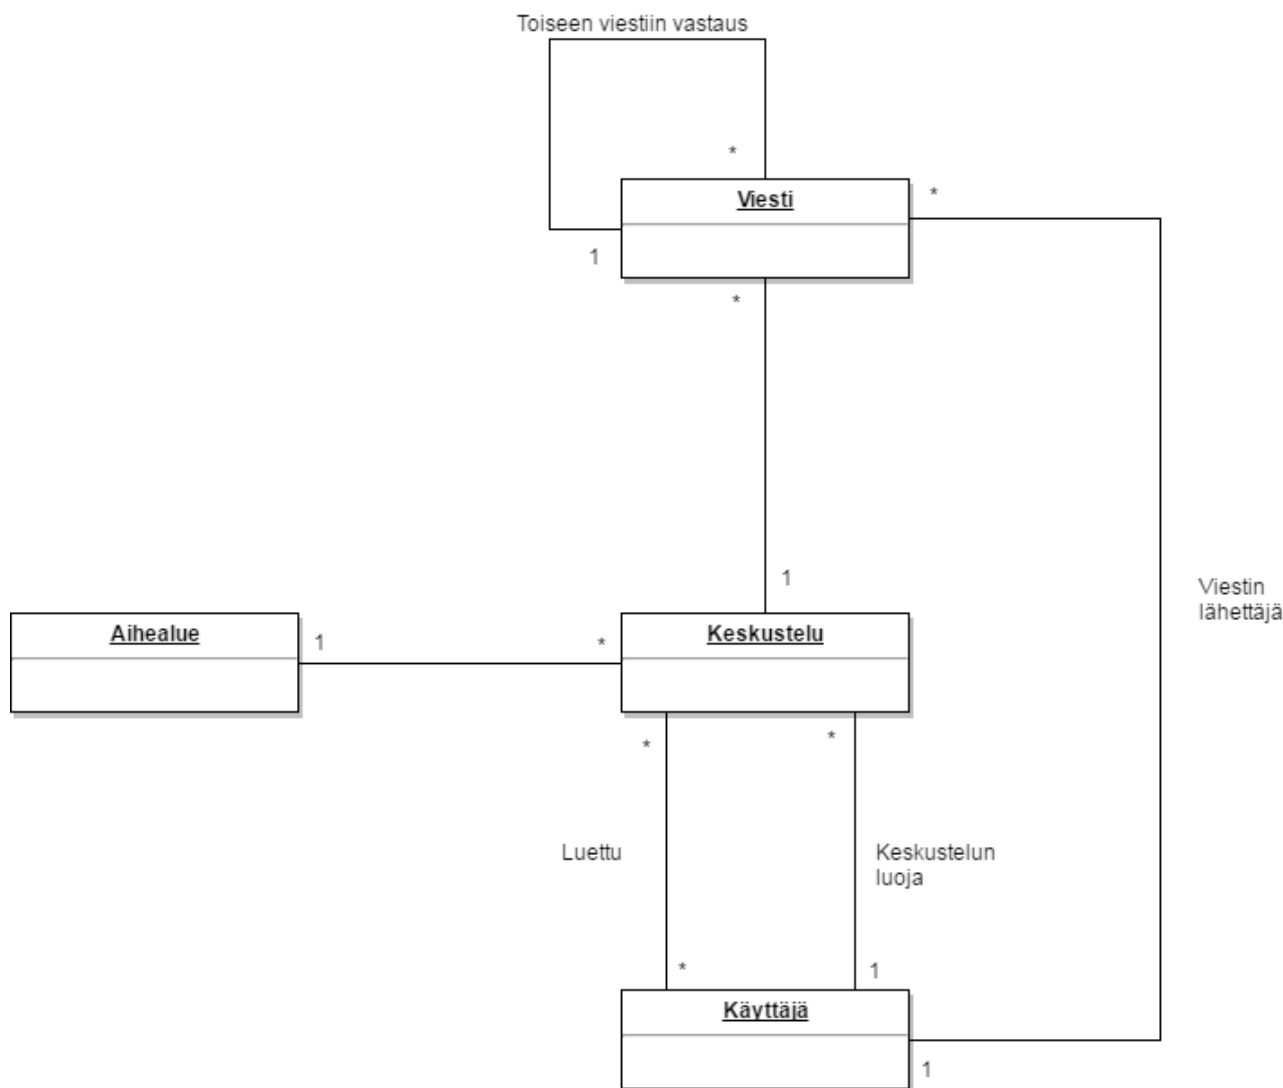 Toiseen viestiin vastaus
*
Viesti
*
1
*
1
Viestin
lähettäjä
Aihealue
1
*
Keskustelu
*
*
Luettu
Keskustelun
luoja
*
1
Käyttäjä
1